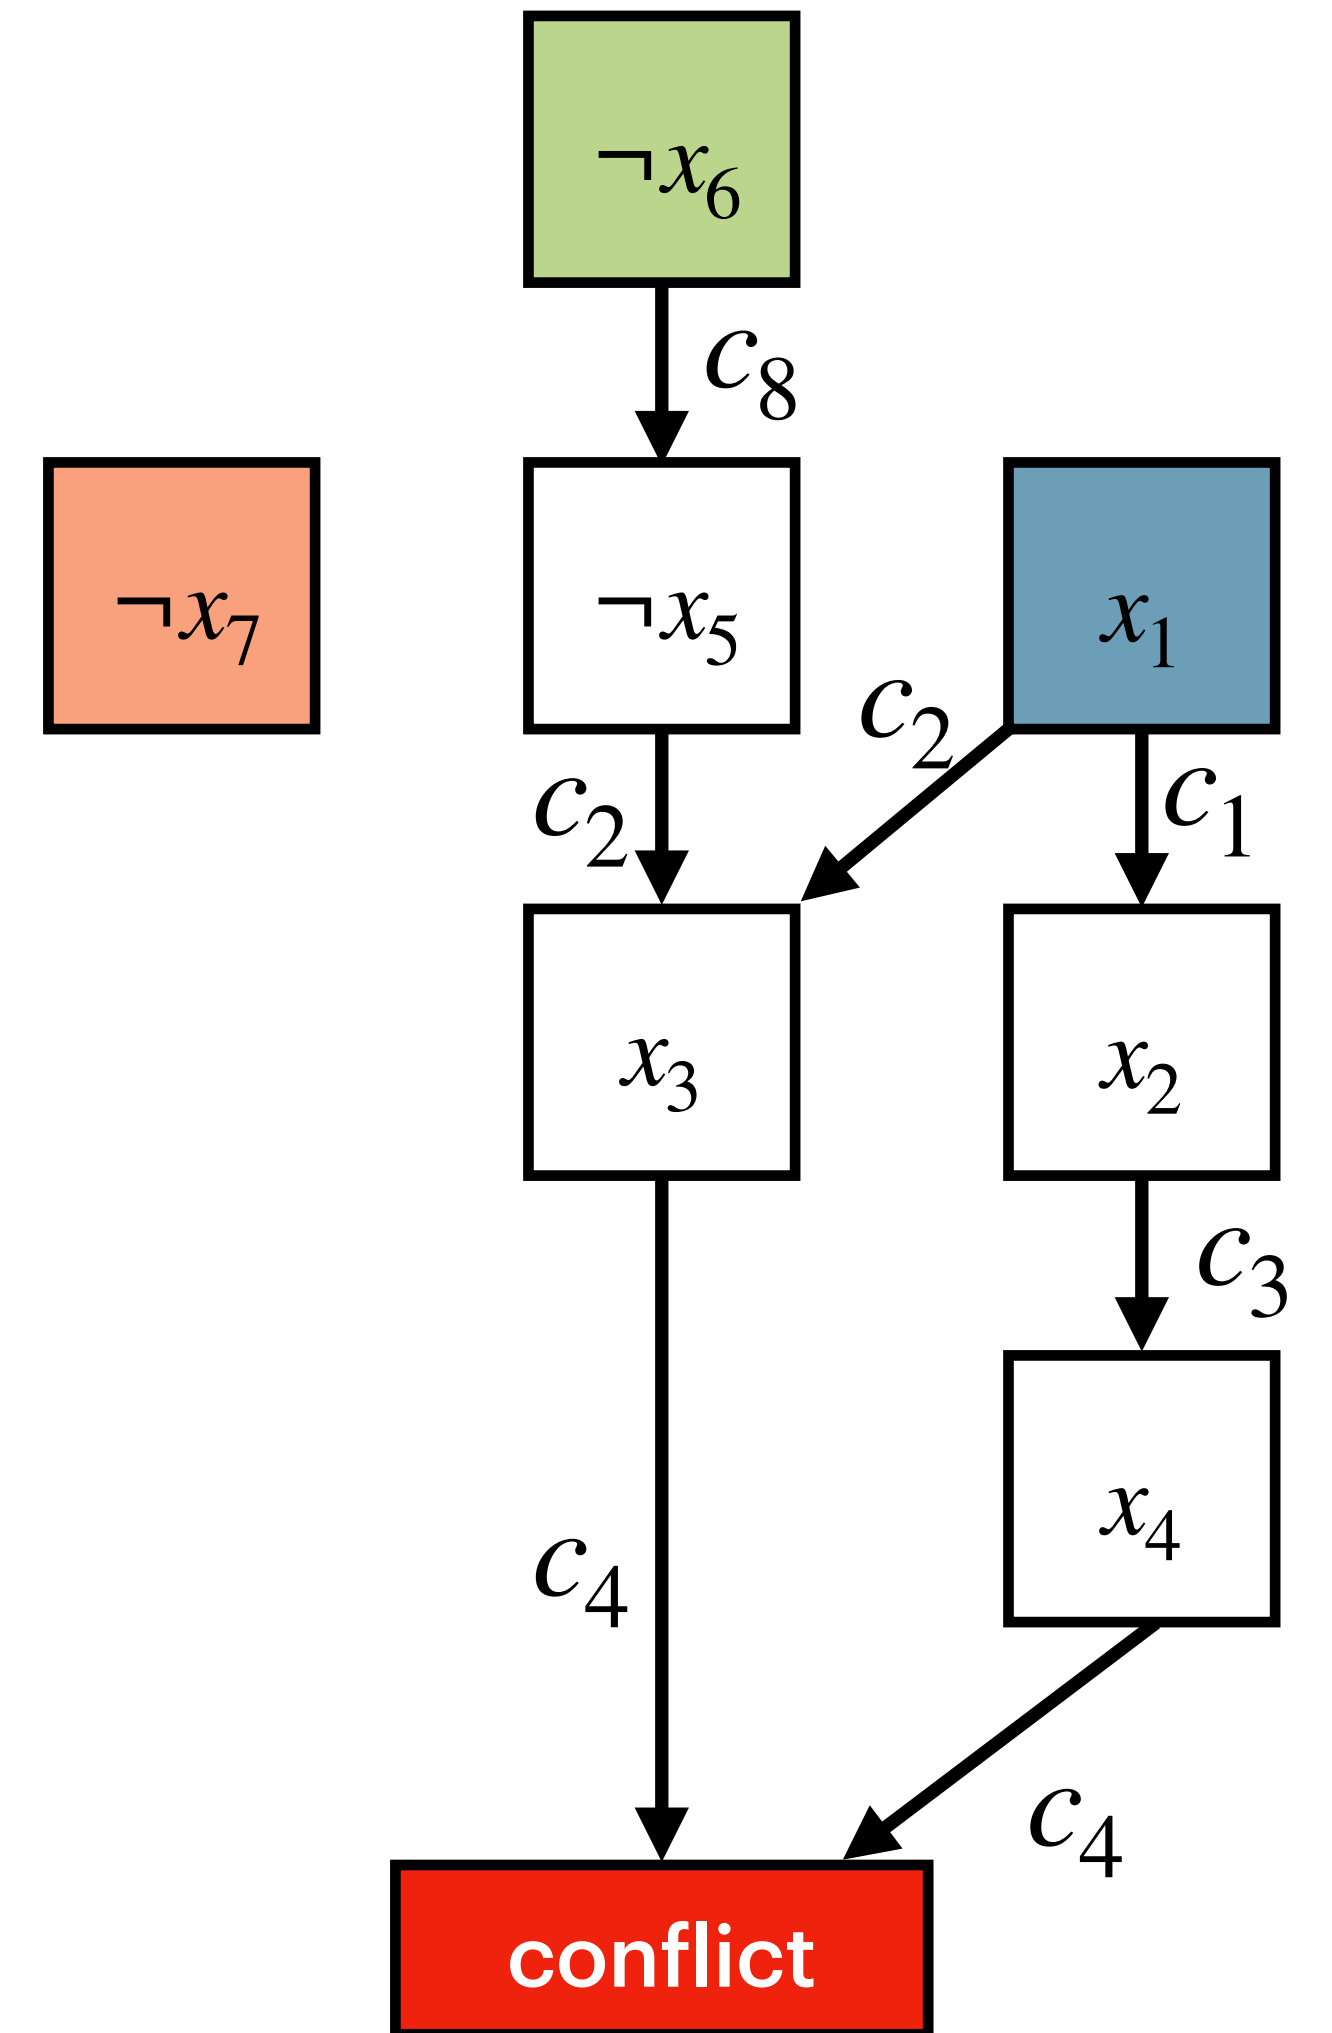 ¬x₆
c₈
¬x₇
¬x₅
x₁
c₂
c₂
c₁
x₃
x₂
c₃
x₄
c₄
c₄
conflict